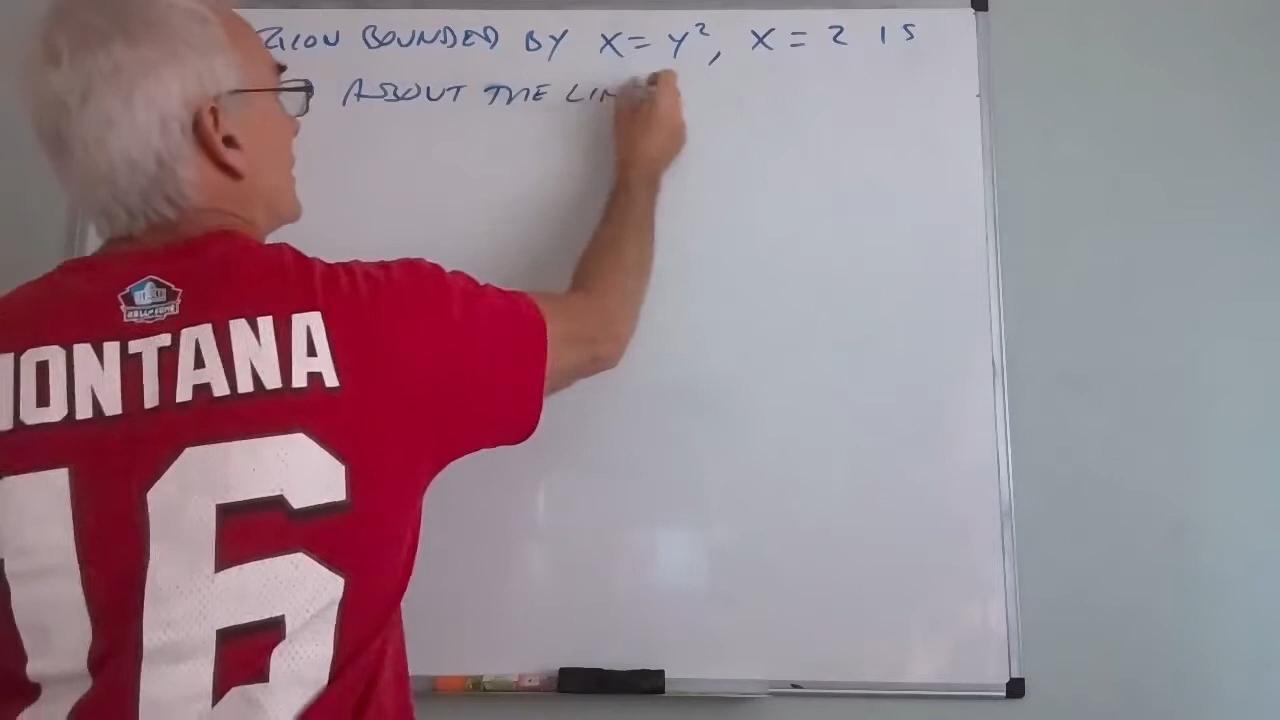 BOUNDED BY X = Y², X = 2 IS
ABOUT THE
MONTANA
16